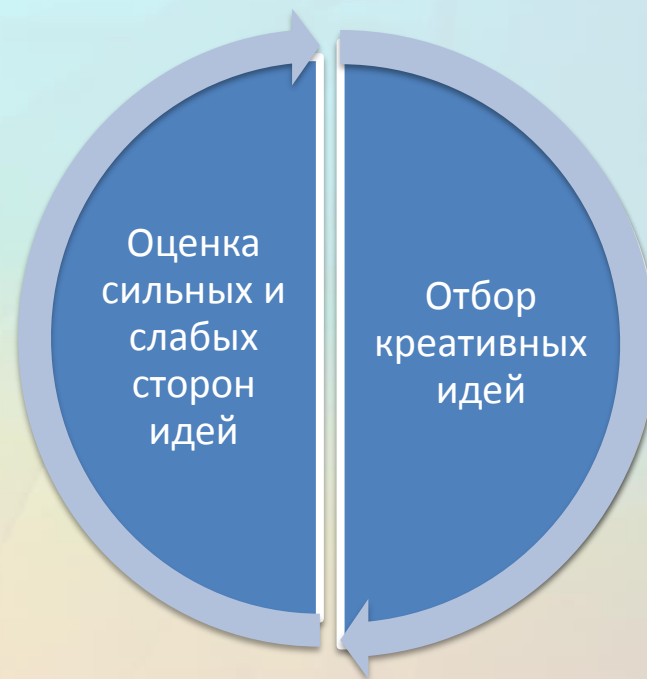 Оценка
сильных и
слабых
сторон
идей
Отбор
креативных
идей